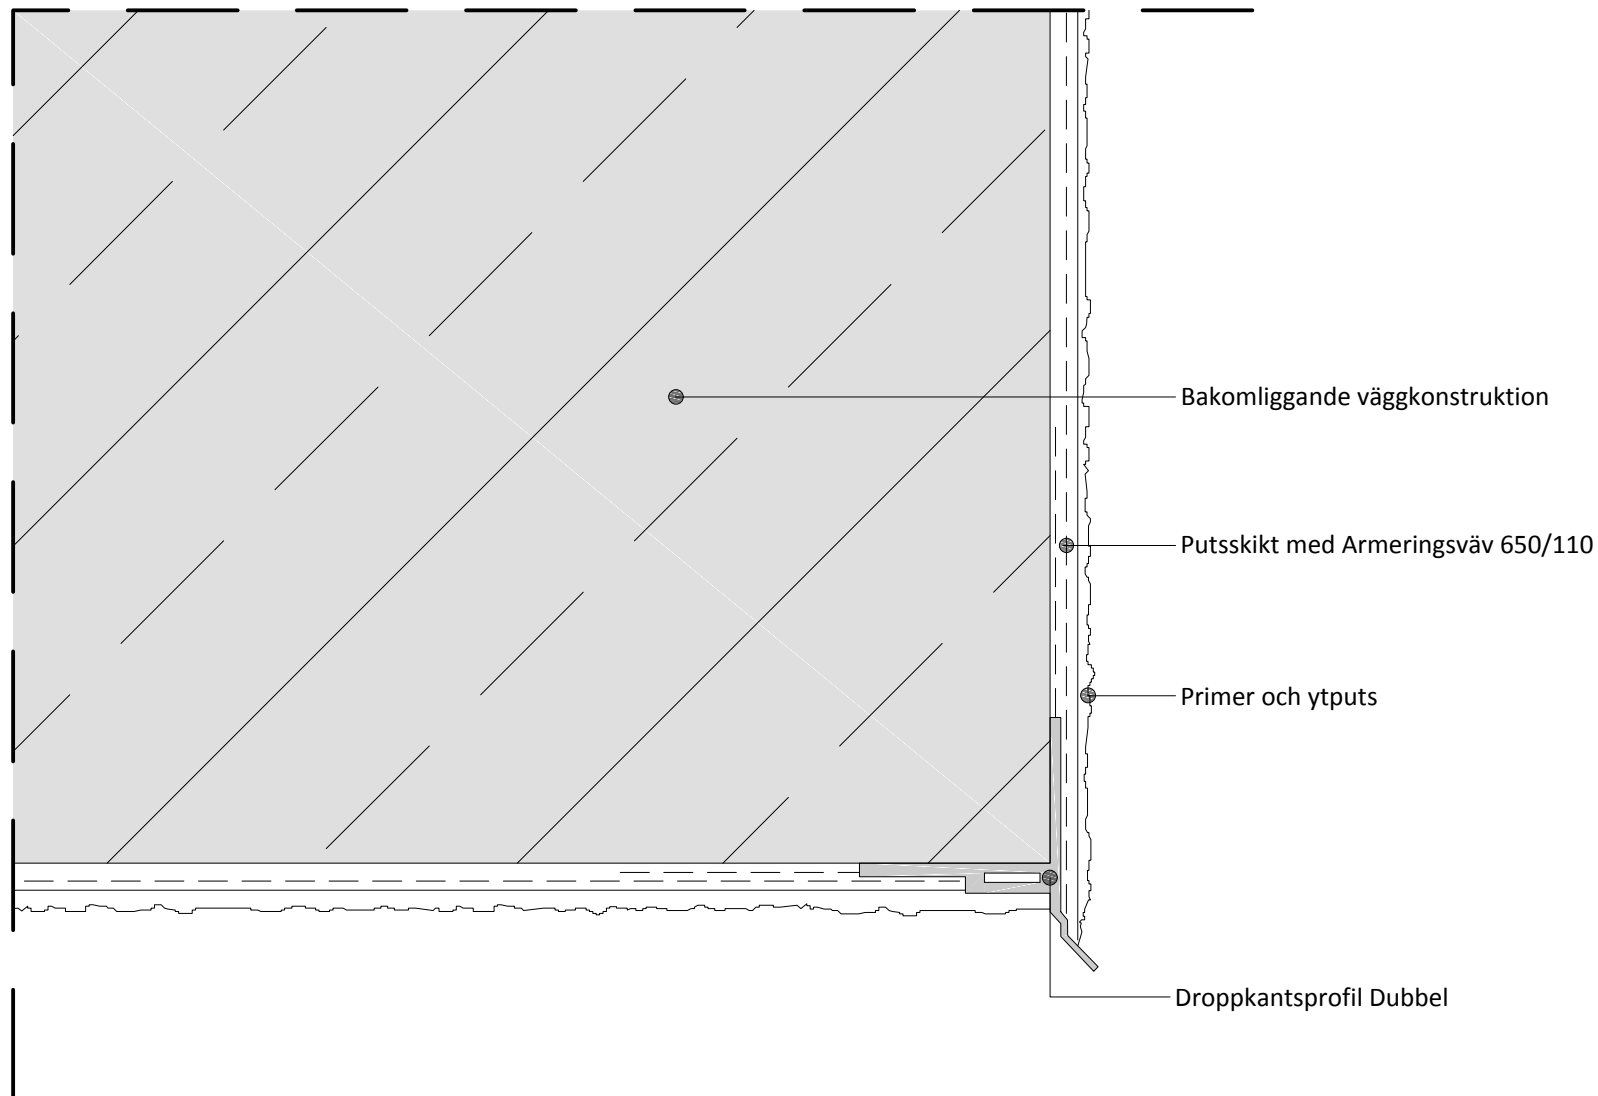 Bakomliggande väggkonstruktion
Putsskikt med Armeringsväv 650/110
Primer och ytputs
Droppkantsprofil Dubbel